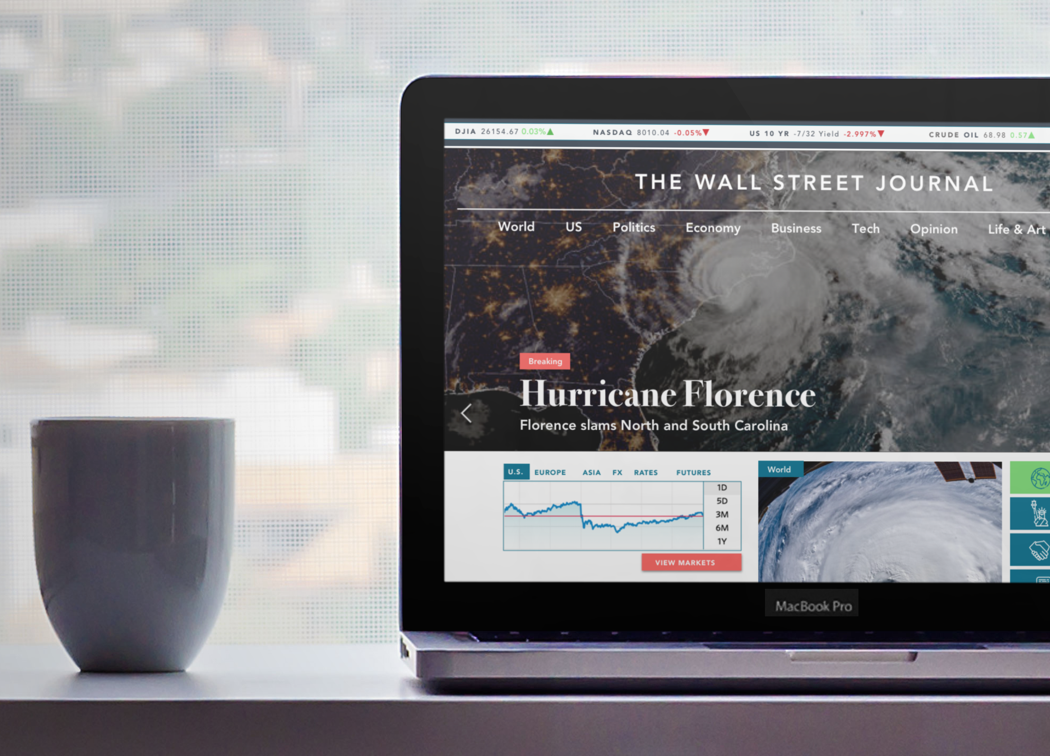 DJIA 26154.67 0.03%▲ NASDAQ 8010.04 -0.05%▼ US 10 YR -7/32 Yield -2.997%▼ CRUDE OIL 68.98 0.57▲
THE WALL STREET JOURNAL
World US Politics Economy Business Tech Opinion Life & Art
Breaking
Hurricane Florence
Florence slams North and South Carolina
U.S. EUROPE ASIA FX RATES FUTURES
1D
5D
3M
6M
1Y
VIEW MARKETS
World
MacBook Pro